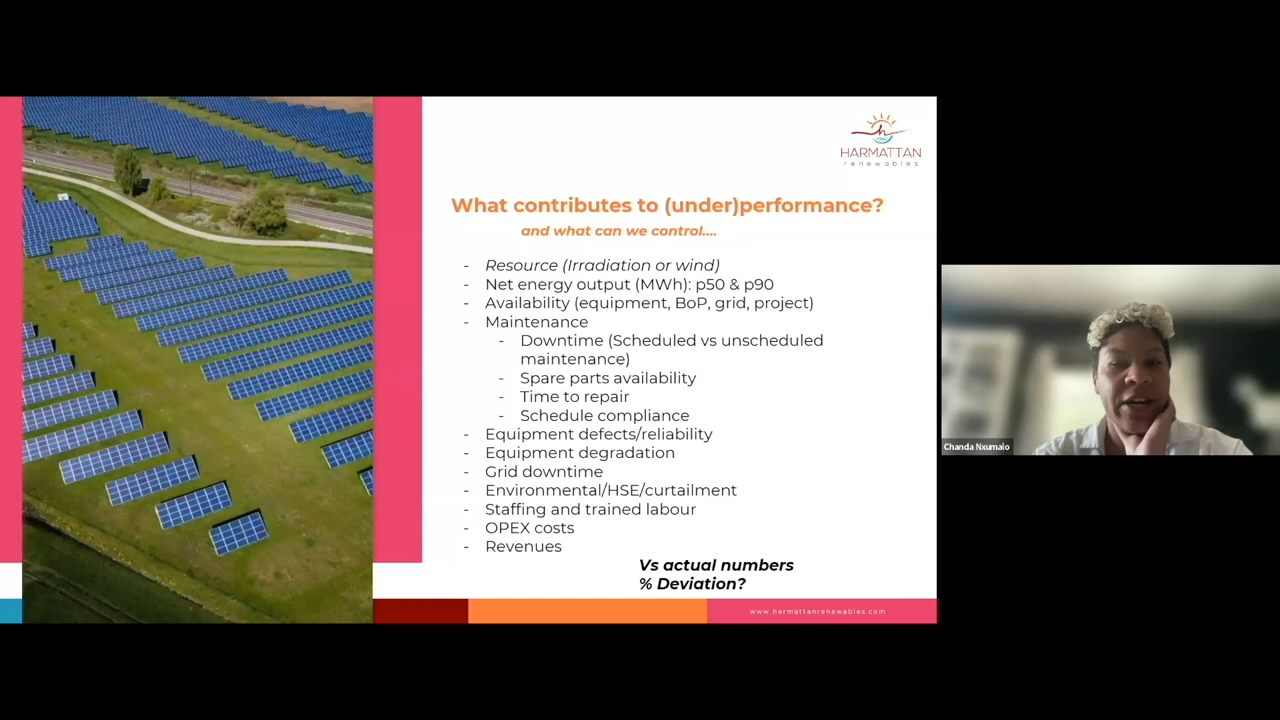 HARMATTAN
renewables
What contributes to (under)performance?
and what can we control....
- Resource (Irradiation or wind)
- Net energy output (MWh): p50 & p90
- Availability (equipment, BoP, grid, project)
- Maintenance
- Downtime (Scheduled vs unscheduled
maintenance)
- Spare parts availability
- Time to repair
- Schedule compliance
- Equipment defects/reliability
- Equipment degradation
- Grid downtime
- Environmental/HSE/curtailment
- Staffing and trained labour
- OPEX costs
- Revenues
Vs actual numbers
% Deviation?
www.harmattanrenewables.com
Chanda Nxumalo